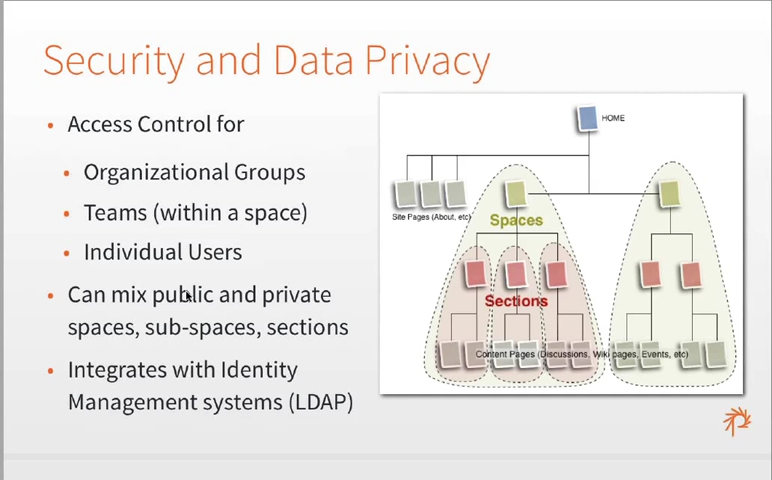 Security and Data Privacy
• Access Control for
• Organizational Groups
• Teams (within a space)
• Individual Users
• Can mix public and private
spaces, sub-spaces, sections
• Integrates with Identity
Management systems (LDAP)
HOME
Site Pages (About, etc)
Spaces
Sections
Content Pages (Discussions, Wiki pages, Events, etc)